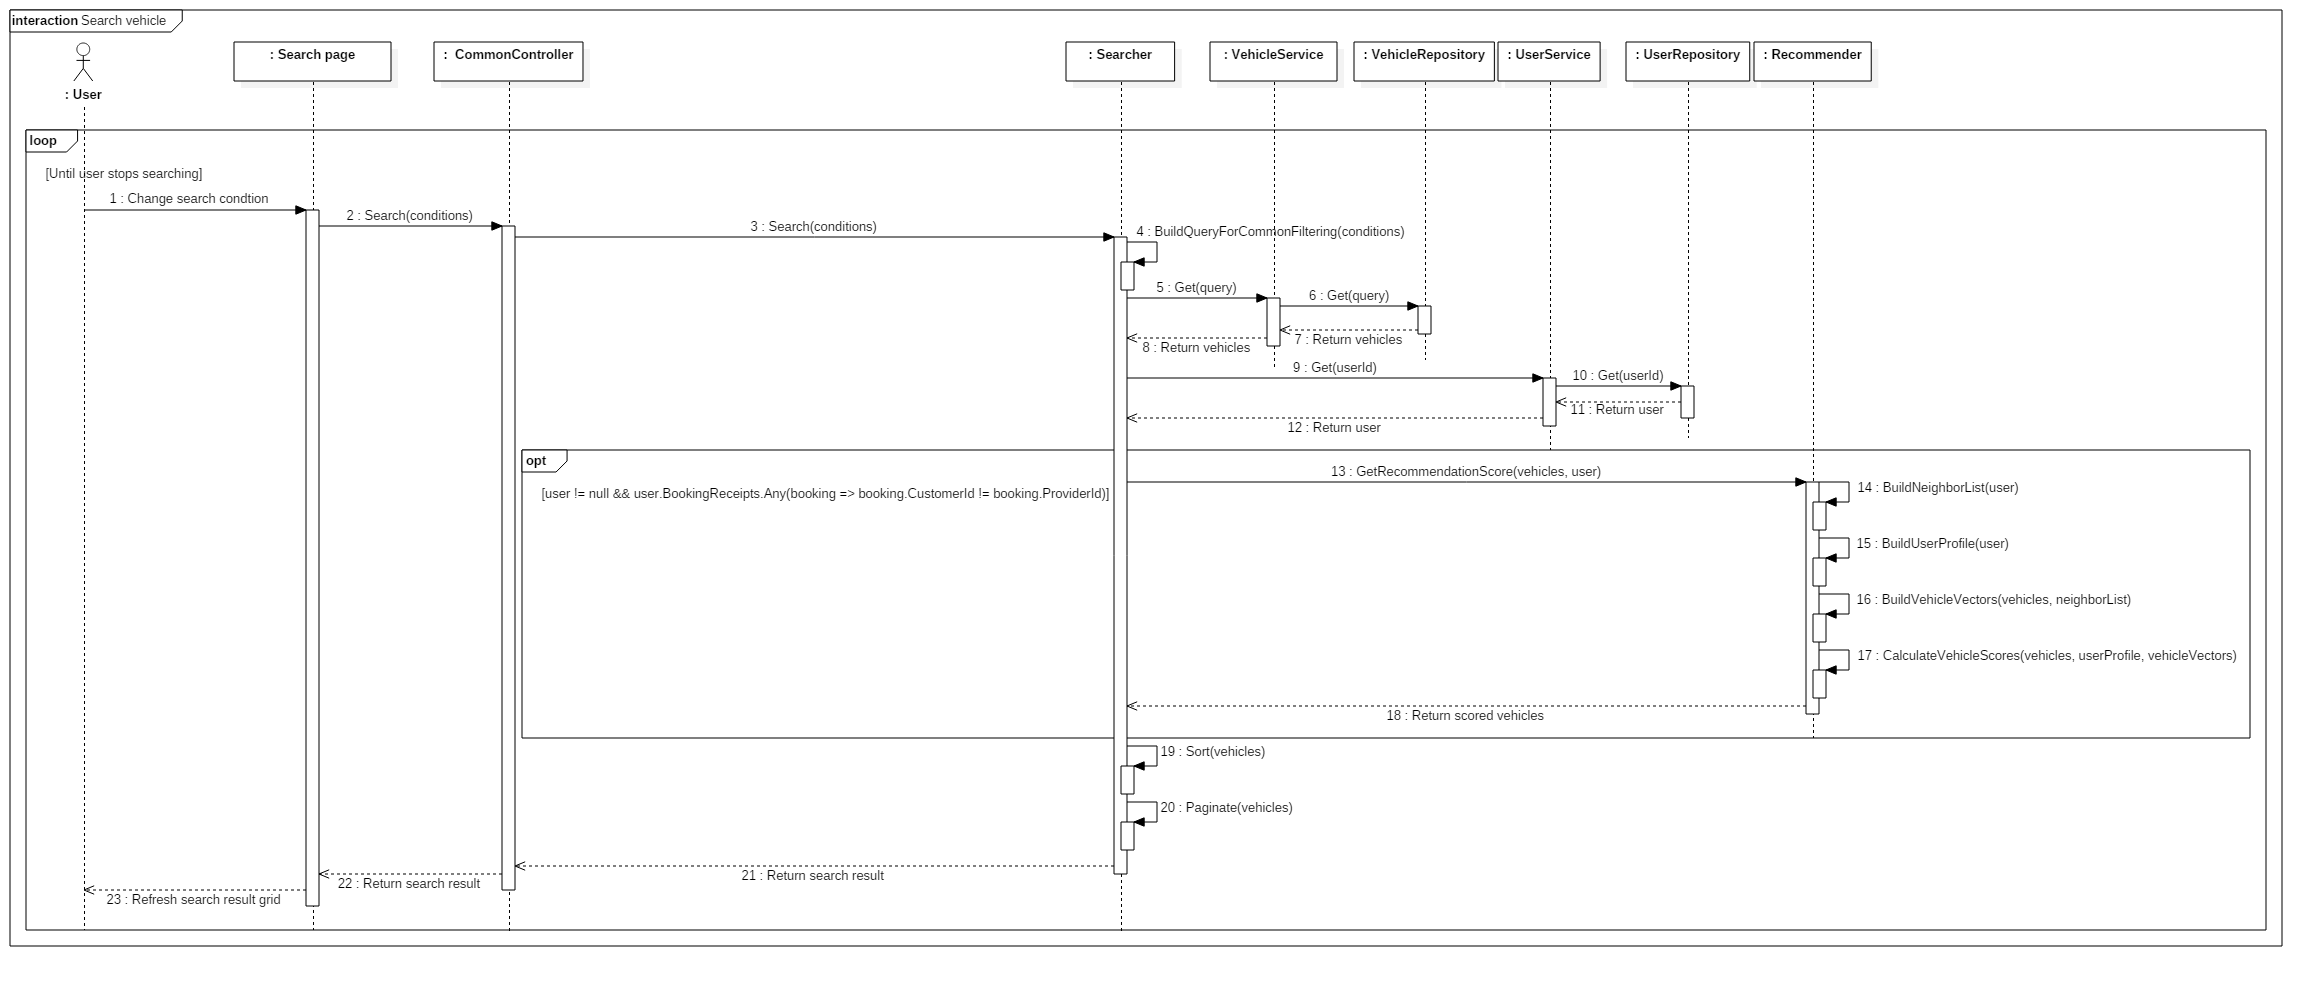 interaction Search vehicle
: User
: Search page
: CommonController
: Searcher
: VehicleService
: VehicleRepository
: UserService
: UserRepository
: Recommender
loop
[Until user stops searching]
1 : Change search condtion
2 : Search(conditions)
3 : Search(conditions)
4 : BuildQueryForCommonFiltering(conditions)
5 : Get(query)
6 : Get(query)
7 : Return vehicles
8 : Return vehicles
9 : Get(userId)
10 : Get(userId)
11 : Return user
12 : Return user
opt
[user != null && user.BookingReceipts.Any(booking => booking.CustomerId != booking.ProviderId)]
13 : GetRecommendationScore(vehicles, user)
14 : BuildNeighborList(user)
15 : BuildUserProfile(user)
16 : BuildVehicleVectors(vehicles, neighborList)
17 : CalculateVehicleScores(vehicles, userProfile, vehicleVectors)
18 : Return scored vehicles
19 : Sort(vehicles)
20 : Paginate(vehicles)
21 : Return search result
22 : Return search result
23 : Refresh search result grid